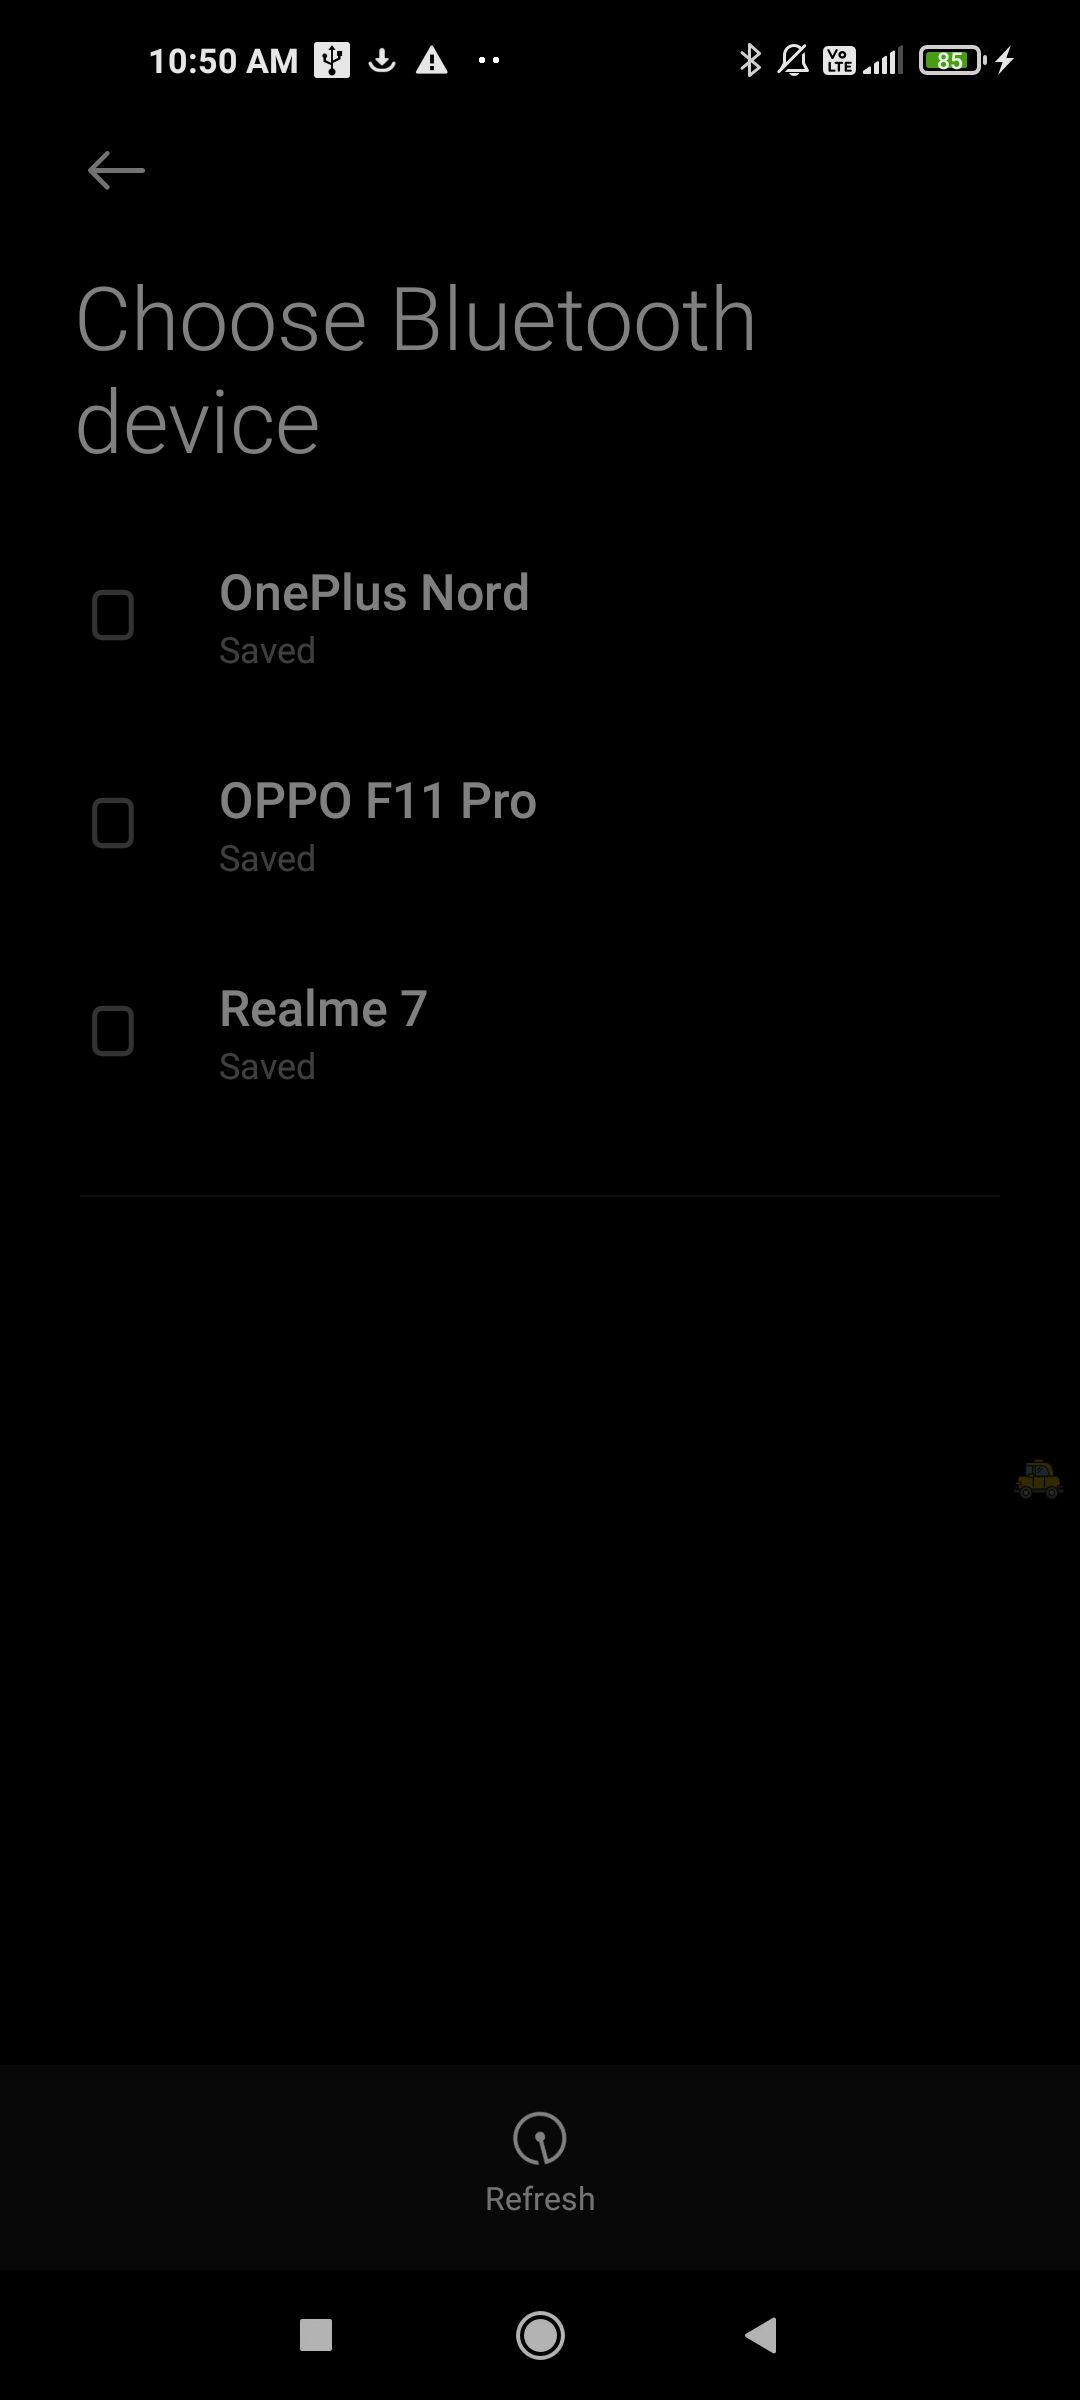 10:50 AM
Vo LTE
85
Choose Bluetooth
device
OnePlus Nord
Saved
OPPO F11 Pro
Saved
Realme 7
Saved
Refresh